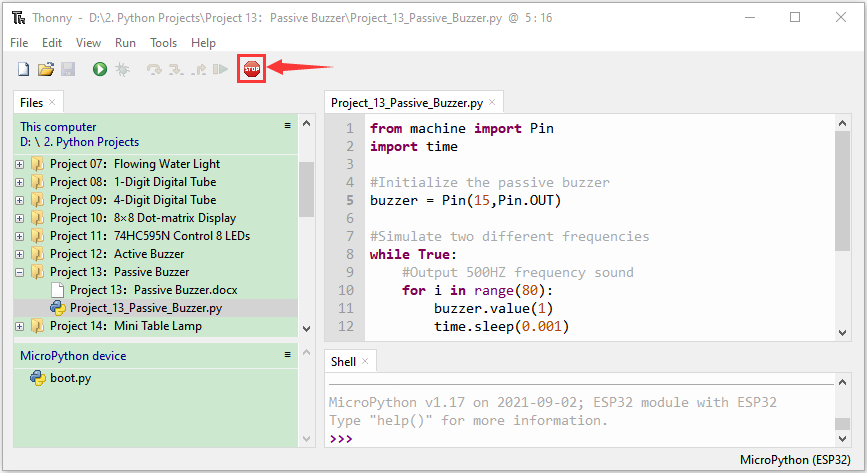 Thonny - D:\2. Python Projects\Project 13：Passive Buzzer\Project_13_Passive_Buzzer.py @ 5:16
File Edit View Run Tools Help
STOP
Files
This computer
D: \ 2. Python Projects
Project 07：Flowing Water Light
Project 08：1-Digit Digital Tube
Project 09：4-Digit Digital Tube
Project 10：8×8 Dot-matrix Display
Project 11：74HC595N Control 8 LEDs
Project 12：Active Buzzer
Project 13：Passive Buzzer
Project 13：Passive Buzzer.docx
Project_13_Passive_Buzzer.py
Project 14：Mini Table Lamp
MicroPython device
boot.py
Project_13_Passive_Buzzer.py
1 from machine import Pin
2 import time
3
4 #Initialize the passive buzzer
5 buzzer = Pin(15,Pin.OUT)
6
7 #Simulate two different frequencies
8 while True:
9     #Output 500HZ frequency sound
10     for i in range(80):
11         buzzer.value(1)
12         time.sleep(0.001)
Shell
MicroPython v1.17 on 2021-09-02; ESP32 module with ESP32
Type "help()" for more information.
>>>
MicroPython (ESP32)